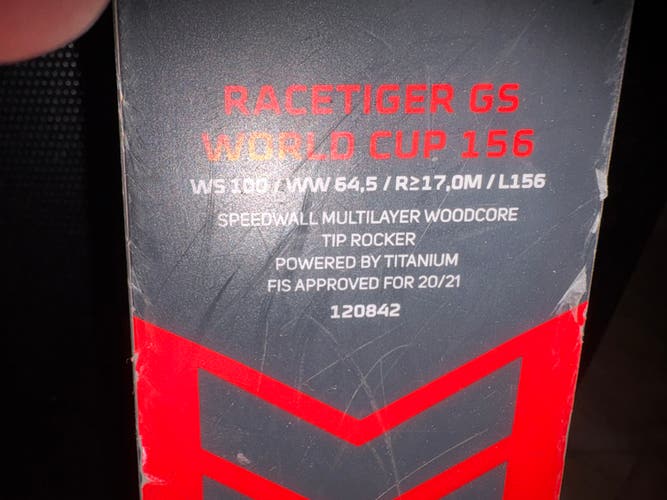 RACETIGER GS
WORLD CUP 156
WS 100 / WW 64,5 / R≥17,0M / L156
SPEEDWALL MULTILAYER WOODCORE
TIP ROCKER
POWERED BY TITANIUM
FIS APPROVED FOR 20/21
120842